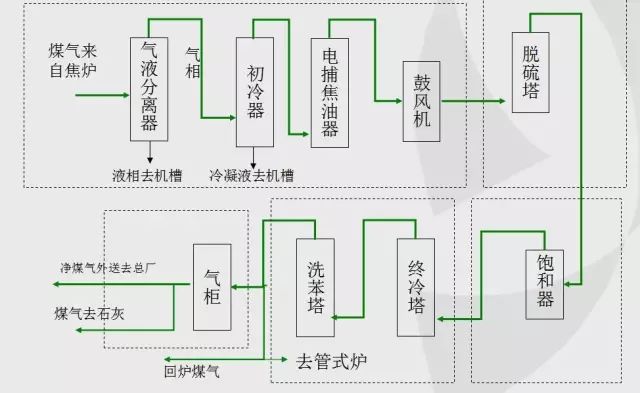 煤气来
自焦炉
气液分离器
气相
初冷器
电捕焦油器
鼓风机
脱硫塔
液相去机槽
冷凝液去机槽
净煤气外送去总厂
煤气去石灰
气柜
洗苯塔
终冷塔
饱和器
回炉煤气
去管式炉